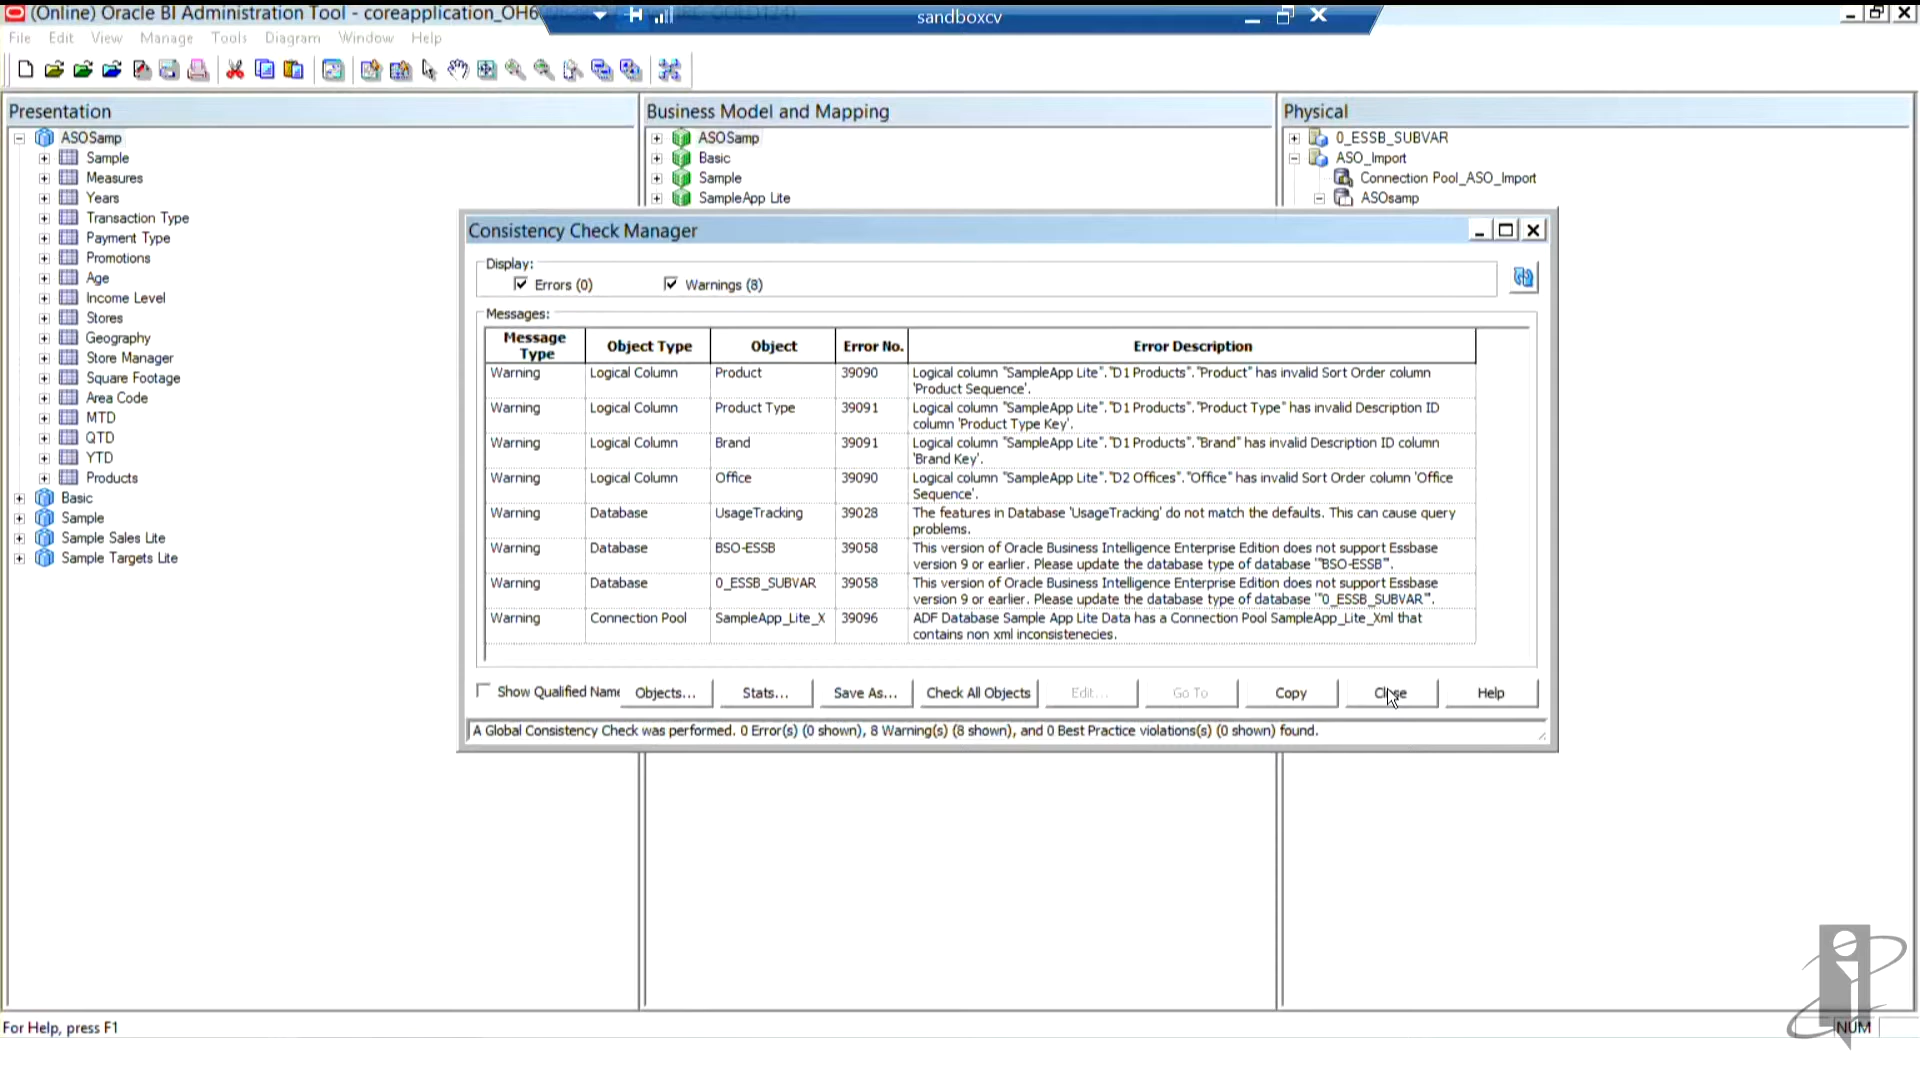 (Online) Oracle BI Administration Tool - coreapplication_OH6
sandboxcv
File Edit View Manage Tools Diagram Window Help
Presentation
ASOSamp
Sample
Measures
Years
Transaction Type
Payment Type
Promotions
Age
Income Level
Stores
Geography
Store Manager
Square Footage
Area Code
MTD
QTD
YTD
Products
Basic
Sample
Sample Sales Lite
Sample Targets Lite
Business Model and Mapping
ASOSamp
Basic
Sample
SampleApp Lite
Physical
0_ESSB_SUBVAR
ASO_Import
Connection Pool_ASO_Import
ASOsamp
Consistency Check Manager
Display:
Errors (0) Warnings (8)
Messages:
Message Type Object Type Object Error No. Error Description
Warning Logical Column Product 39090 Logical column "SampleApp Lite"."D1 Products"."Product" has invalid Sort Order column
'Product Sequence'.
Warning Logical Column Product Type 39091 Logical column "SampleApp Lite"."D1 Products"."Product Type" has invalid Description ID
column 'Product Type Key'.
Warning Logical Column Brand 39091 Logical column "SampleApp Lite"."D1 Products"."Brand" has invalid Description ID column
'Brand Key'.
Warning Logical Column Office 39090 Logical column "SampleApp Lite"."D2 Offices"."Office" has invalid Sort Order column 'Office
Sequence'.
Warning Database UsageTracking 39028 The features in Database 'UsageTracking' do not match the defaults. This can cause query
problems.
Warning Database BSO-ESSB 39058 This version of Oracle Business Intelligence Enterprise Edition does not support Essbase
version 9 or earlier. Please update the database type of database '"BSO-ESSB"'.
Warning Database 0_ESSB_SUBVAR 39058 This version of Oracle Business Intelligence Enterprise Edition does not support Essbase
version 9 or earlier. Please update the database type of database '"0_ESSB_SUBVAR"'.
Warning Connection Pool SampleApp_Lite_X 39096 ADF Database Sample App Lite Data has a Connection Pool SampleApp_Lite_Xml that
contains non xml inconsistenecies.
Show Qualified Name Objects... Stats... Save As... Check All Objects Edit... Go To Copy Close Help
A Global Consistency Check was performed. 0 Error(s) (0 shown), 8 Warning(s) (8 shown), and 0 Best Practice violations(s) (0 shown) found.
For Help, press F1
NUM